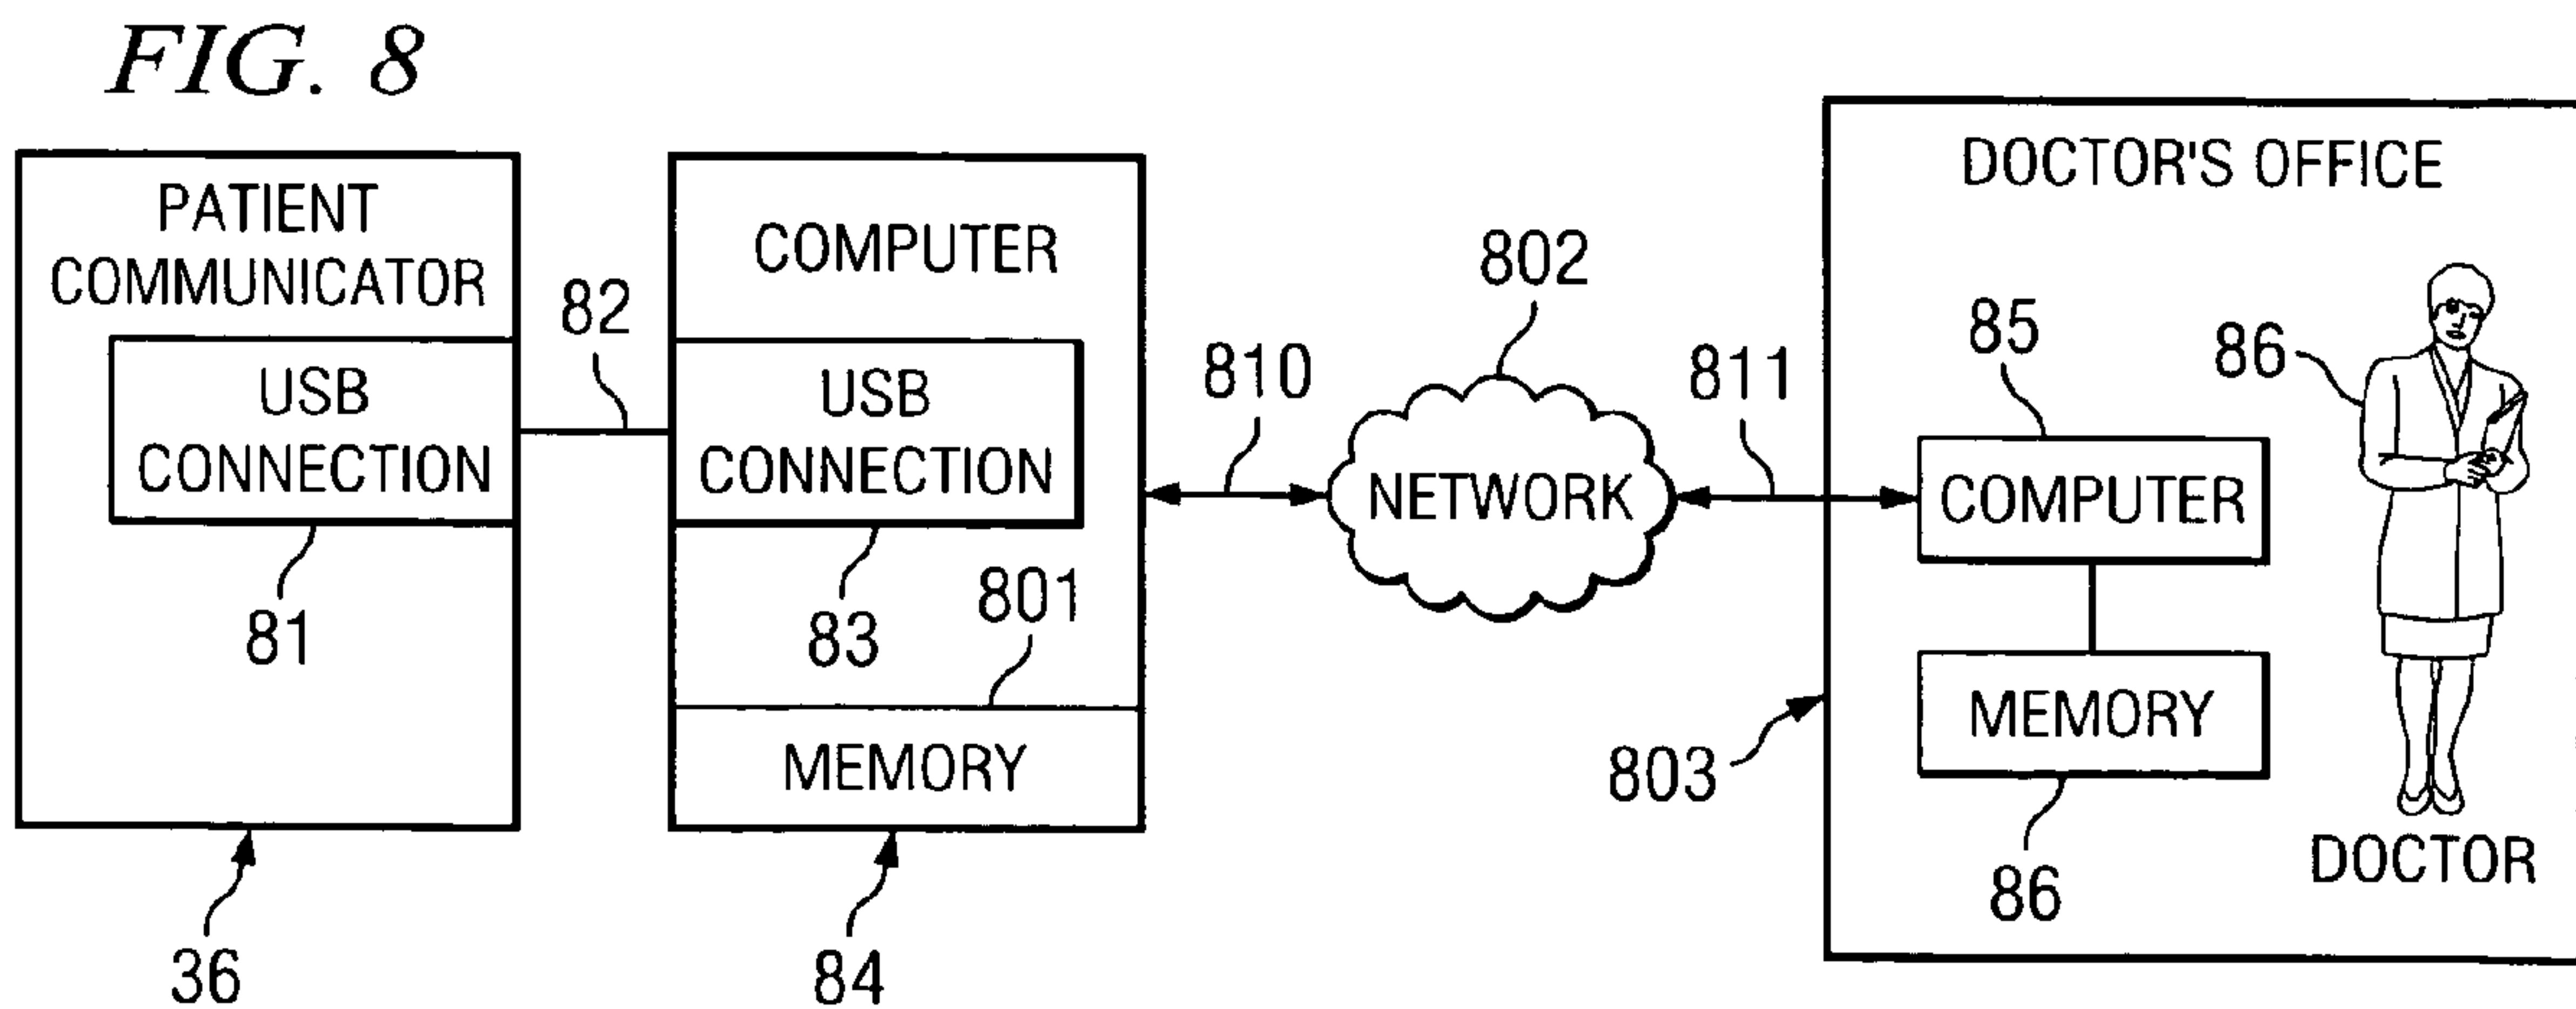 FIG. 8
PATIENT
COMMUNICATOR
USB
CONNECTION
81
36
82
COMPUTER
USB
CONNECTION
83
801
MEMORY
84
810
802
NETWORK
811
DOCTOR'S OFFICE
85
COMPUTER
MEMORY
86
86
DOCTOR
803